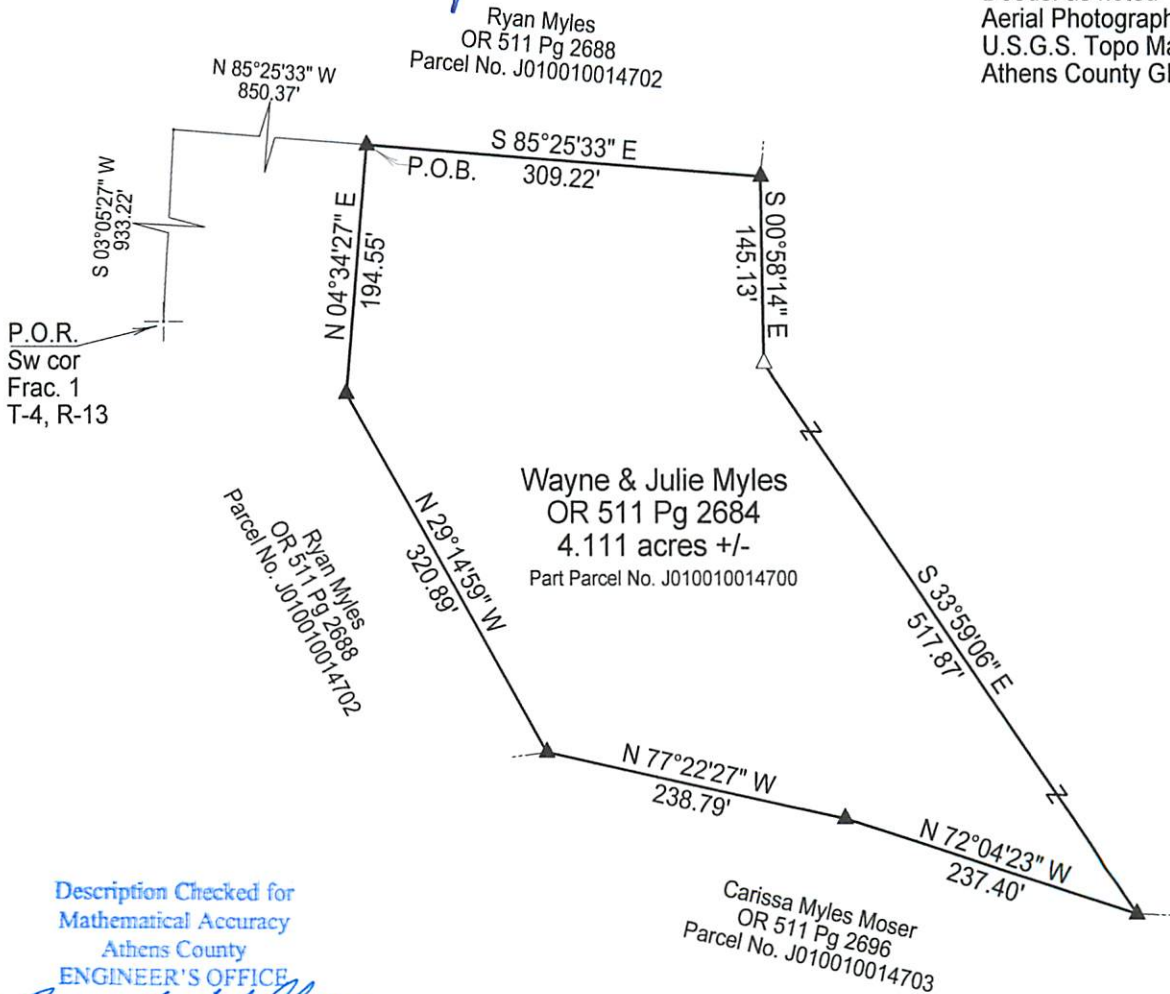 Ryan Myles
OR 511 Pg 2688
Parcel No. J010010014702
as noted
Aerial
U.S.G.S. Topo
Athens County
N 85°25'33" W
850.37'
S 85°25'33" E
309.22'
P.O.B.
S 03°05'27" W
933.22'
N 04°34'27" E
194.55'
S 00°58'14" E
145.13'
P.O.R.
Sw cor
Frac. 1
T-4, R-13
Wayne & Julie Myles
OR 511 Pg 2684
4.111 acres +/-
Part Parcel No. J010010014700
N 29°14'59" W
320.89'
Ryan Myles
OR 511 Pg 2688
Parcel No. J010010014702
S 33°59'06" E
517.87'
N 77°22'27" W
238.79'
N 72°04'23" W
237.40'
Carissa Myles Moser
OR 511 Pg 2696
Parcel No. J010010014703
Description Checked for
Mathematical Accuracy
Athens County
ENGINEER'S OFFICE